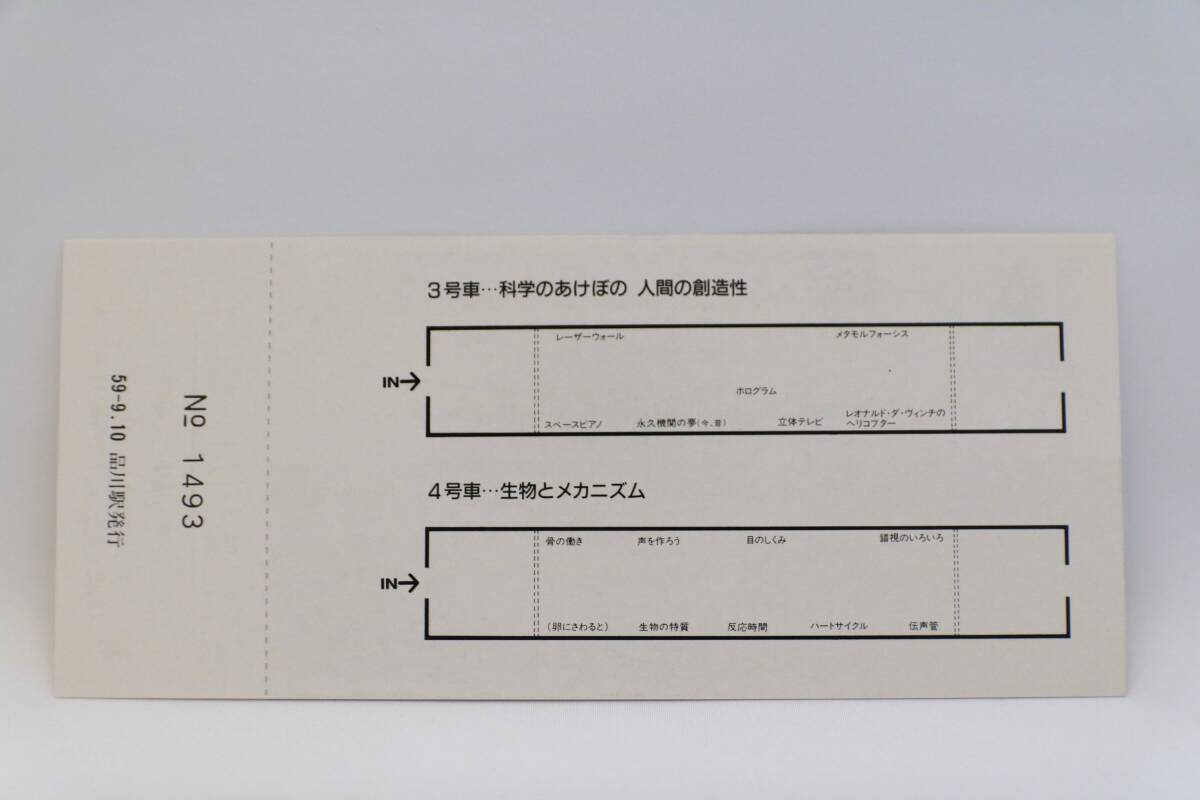 3号車…科学のあけぼの 人間の創造性
レーザーウォール
メタモルフォーシス
IN→
ホログラム
スペースピアノ
永久機関の夢(今、昔)
立体テレビ
レオナルド・ダ・ヴィンチの
ヘリコプター
4号車…生物とメカニズム
骨の働き
声を作ろう
目のしくみ
錯視のいろいろ
IN→
(卵にさわると)
生物の特質
反応時間
ハートサイクル
伝声管
№ 1493
59-9.10 品川駅発行